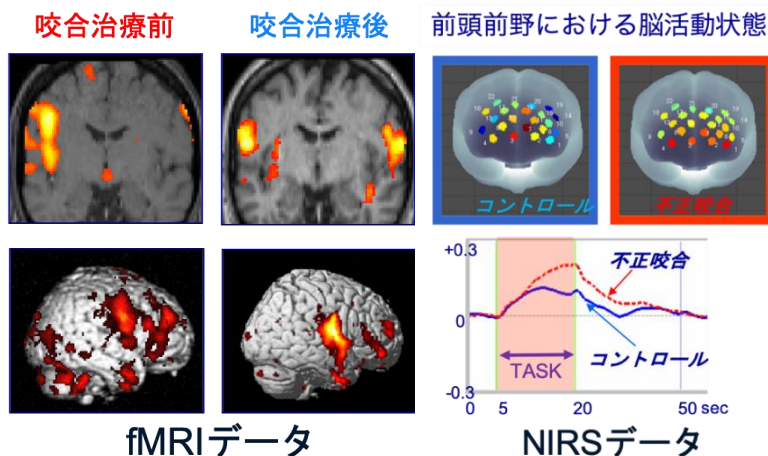 咬合治療前
咬合治療後
前頭前野における脳活動状態
コントロール
不正咬合
+0.3
0
-0.3
不正咬合
コントロール
TASK
0 5 20 50 sec
fMRIデータ
NIRSデータ